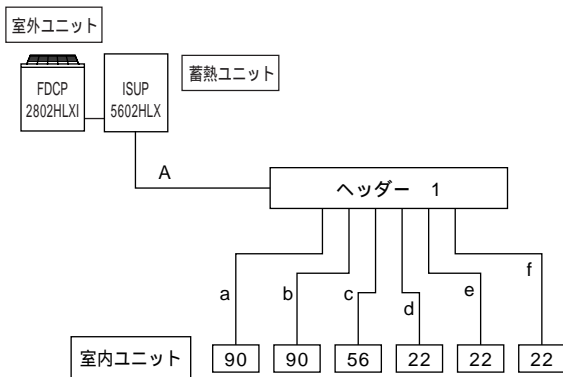 室外ユニット
FDCP
2802HLXI
ISUP
5602HLX
蓄熱ユニット
A
ヘッダー 1
a
b
c
d
e
f
室内ユニット
90
90
56
22
22
22